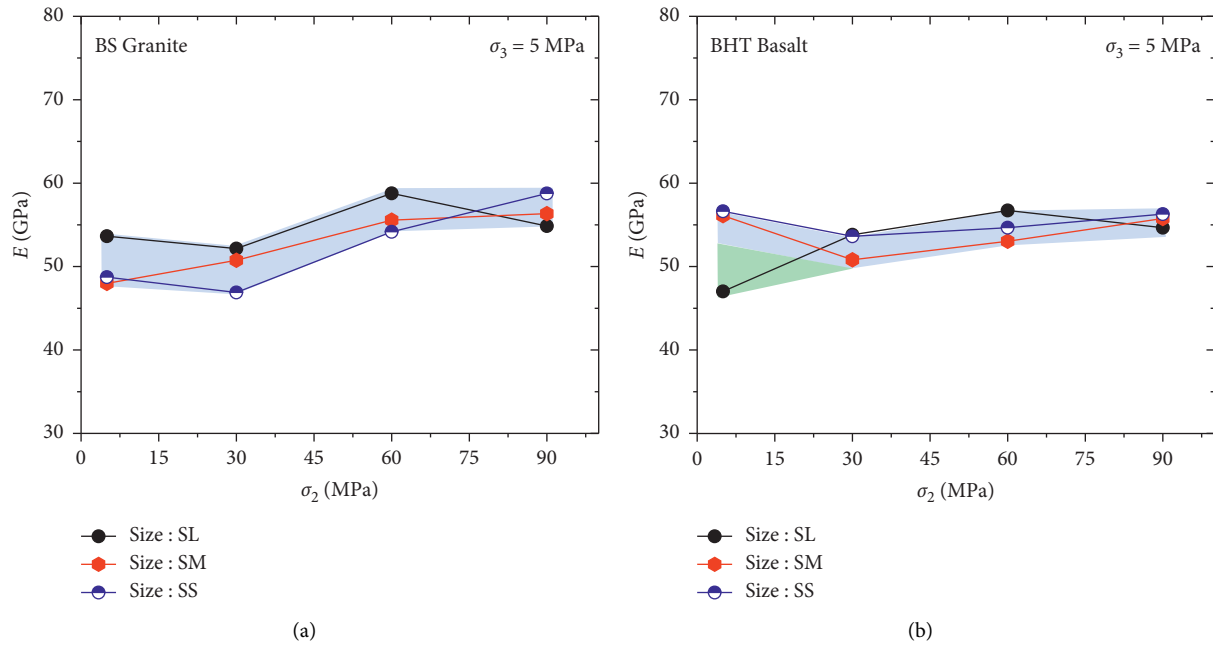 BS Granite
σ3 = 5 MPa
80
70
60
50
40
30
E (GPa)
0 15 30 45 60 75 90
σ2 (MPa)
Size : SL
Size : SM
Size : SS
(a)
BHT Basalt
σ3 = 5 MPa
80
70
60
50
40
30
E (GPa)
0 15 30 45 60 75 90
σ2 (MPa)
Size : SL
Size : SM
Size : SS
(b)